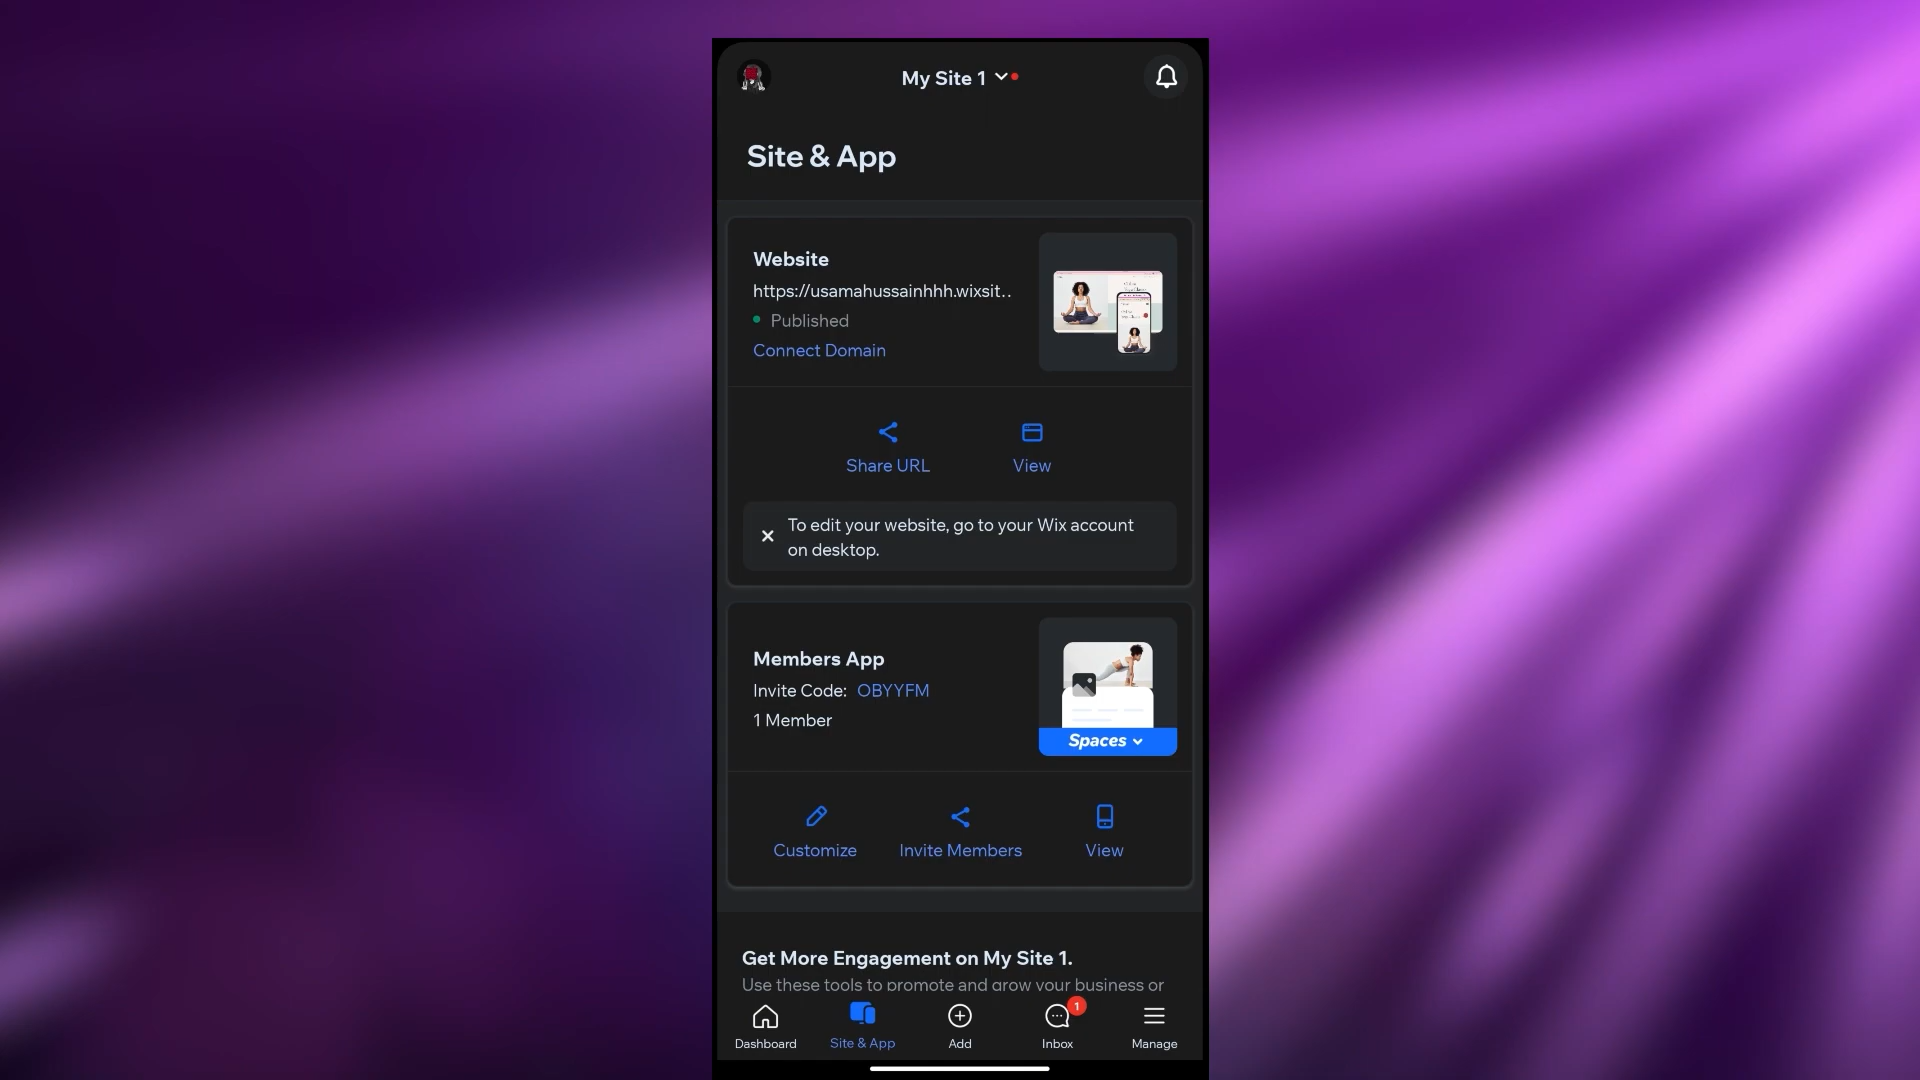 My Site 1
Site & App
Website
https://usamahussainhhh.wixsit..
Published
Connect Domain
Share URL
View
To edit your website, go to your Wix account
on desktop.
Members App
Invite Code: OBYYFM
1 Member
Spaces
Customize
Invite Members
View
Get More Engagement on My Site 1.
Use these tools to promote and grow your business or
1
Dashboard
Site & App
Add
Inbox
Manage